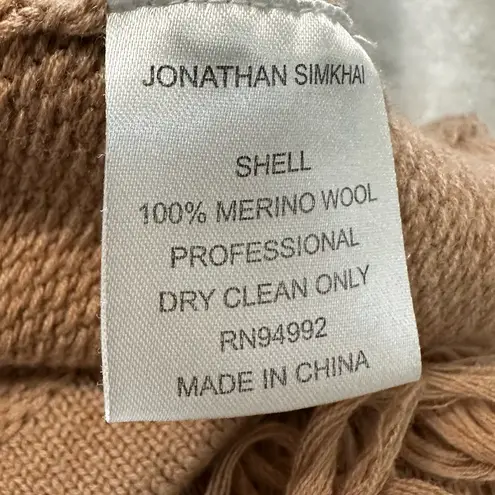 JONATHAN SIMKHAI
SHELL
100% MERINO WOOL
PROFESSIONAL
DRY CLEAN ONLY
RN94992
MADE IN CHINA